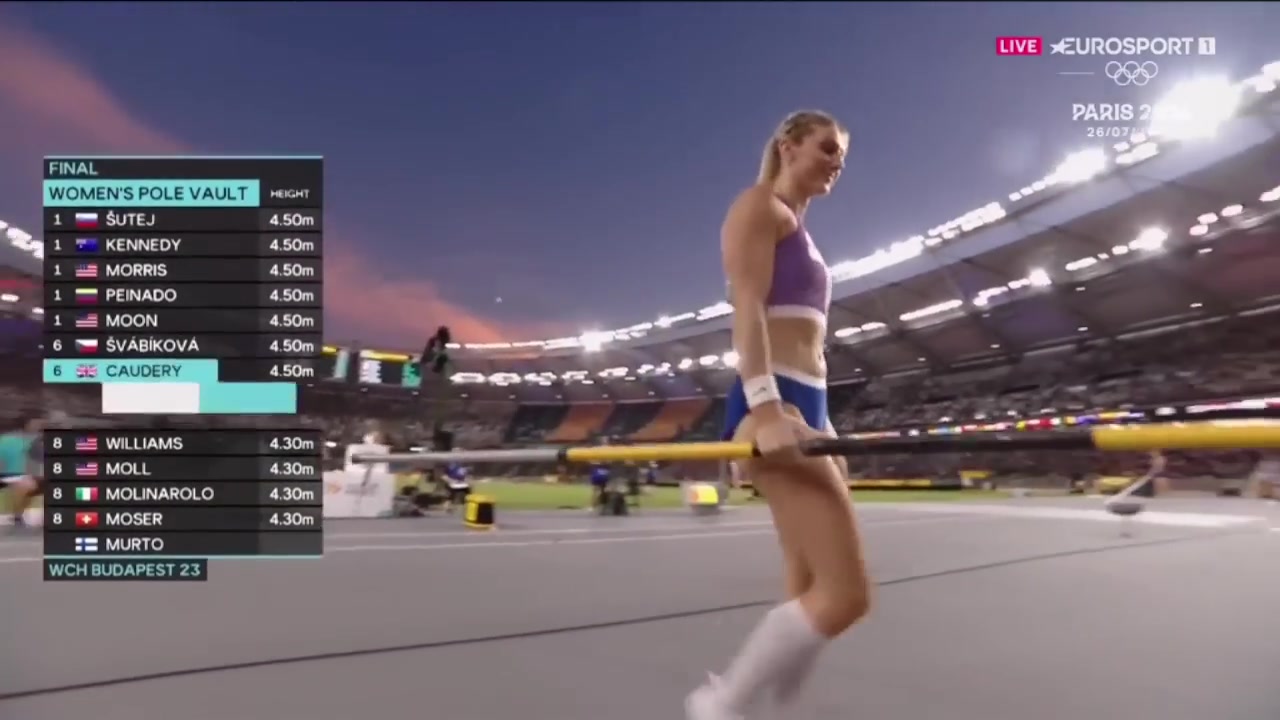 LIVE EUROSPORT 1
PARIS
26/07/
FINAL
WOMEN'S POLE VAULT HEIGHT
1 ŠUTEJ 4.50m
1 KENNEDY 4.50m
1 MORRIS 4.50m
1 PEINADO 4.50m
1 MOON 4.50m
6 ŠVÁBÍKOVÁ 4.50m
6 CAUDERY 4.50m
8 WILLIAMS 4.30m
8 MOLL 4.30m
8 MOLINAROLO 4.30m
8 MOSER 4.30m
MURTO
WCH BUDAPEST 23